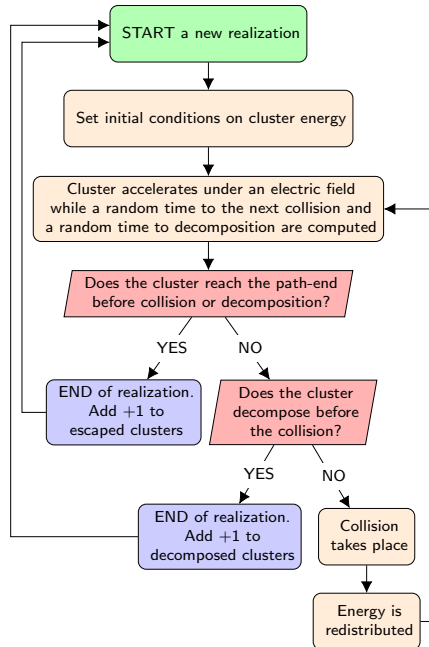 START a new realization
Set initial conditions on cluster energy
Cluster accelerates under an electric field
while a random time to the next collision and
a random time to decomposition are computed
Does the cluster reach the path-end
before collision or decomposition?
YES
NO
END of realization.
Add +1 to
escaped clusters
Does the cluster
decompose before
the collision?
YES
NO
END of realization.
Add +1 to
decomposed clusters
Collision
takes place
Energy is
redistributed